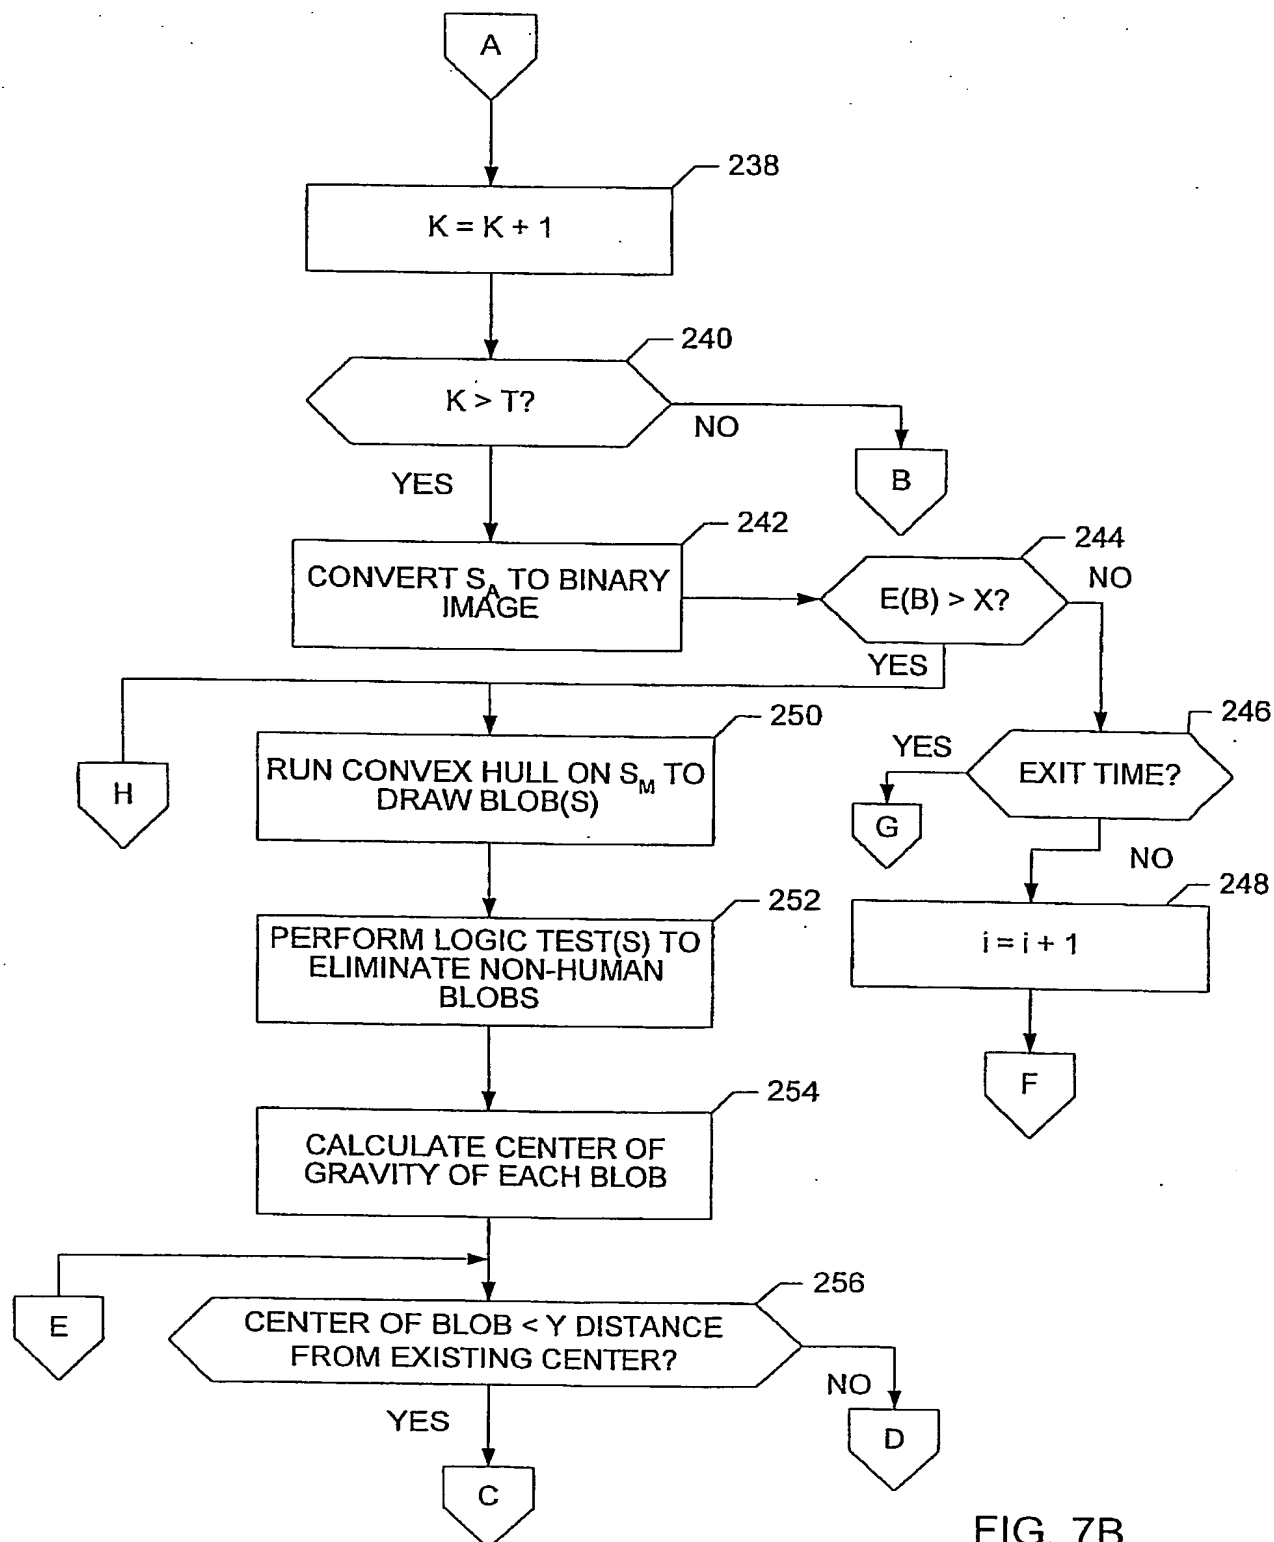 A
238
K = K + 1
240
K > T?
NO
B
YES
242
CONVERT S_A TO BINARY
IMAGE
244
E(B) > X?
NO
YES
H
250
RUN CONVEX HULL ON S_M TO
DRAW BLOB(S)
246
YES
EXIT TIME?
G
NO
248
i = i + 1
F
252
PERFORM LOGIC TEST(S) TO
ELIMINATE NON-HUMAN
BLOBS
254
CALCULATE CENTER OF
GRAVITY OF EACH BLOB
E
256
CENTER OF BLOB < Y DISTANCE
FROM EXISTING CENTER?
NO
D
YES
C
FIG. 7B